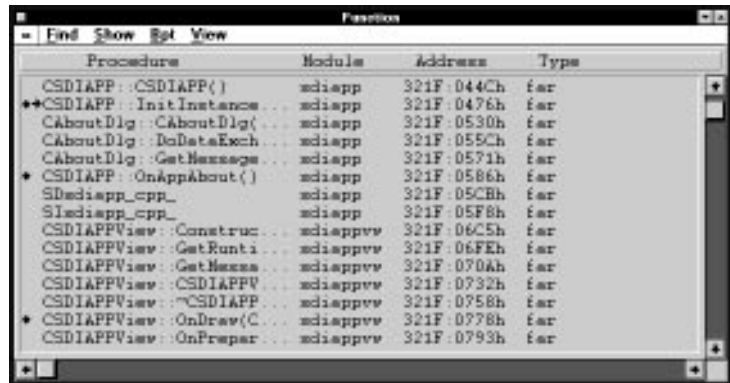 Function
Find Show Bpt View
Procedure Module Address Type
CSDIAPP::CSDIAPP() sdiapp 321F:044Ch far
CSDIAPP::InitInstance... sdiapp 321F:0476h far
CAboutDlg::CAboutDlg(... sdiapp 321F:0530h far
CAboutDlg::DoDataExch... sdiapp 321F:055Ch far
CAboutDlg::GetMessage... sdiapp 321F:0571h far
CSDIAPP::OnAppAbout() sdiapp 321F:0586h far
SDsdiapp_cpp_ sdiapp 321F:05CBh far
SIsdiapp_cpp_ sdiapp 321F:05F8h far
CSDIAPPView::Construc... sdiappvw 321F:06C5h far
CSDIAPPView::GetRunti... sdiappvw 321F:06FEh far
CSDIAPPView::GetMessa... sdiappvw 321F:070Ah far
CSDIAPPView::CSDIAPPV... sdiappvw 321F:0732h far
CSDIAPPView::~CSDIAPP... sdiappvw 321F:0758h far
CSDIAPPView::OnDraw(C... sdiappvw 321F:0778h far
CSDIAPPView::OnPrepar... sdiappvw 321F:0793h far